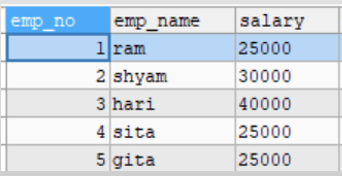 emp_no emp_name salary
1 ram 25000
2 shyam 30000
3 hari 40000
4 sita 25000
5 gita 25000